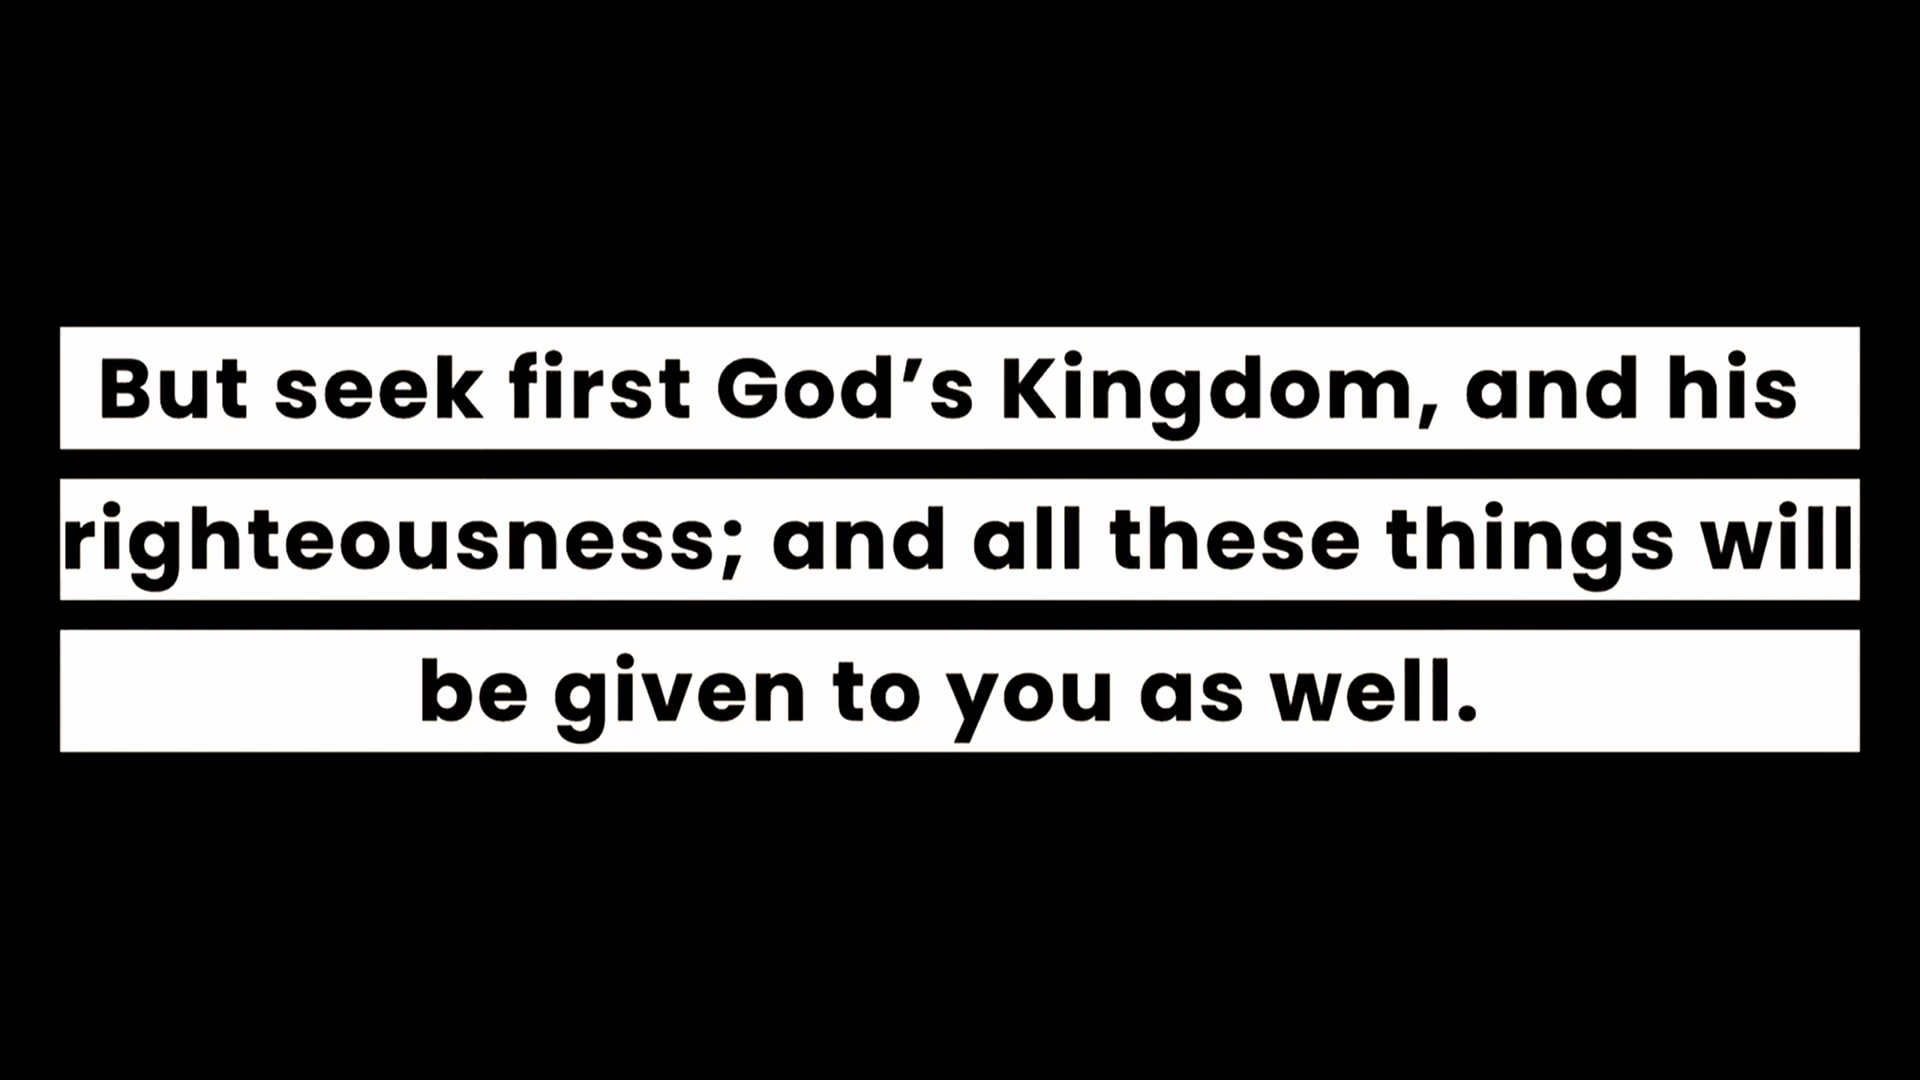 But seek first God’s Kingdom, and his
righteousness; and all these things will
be given to you as well.